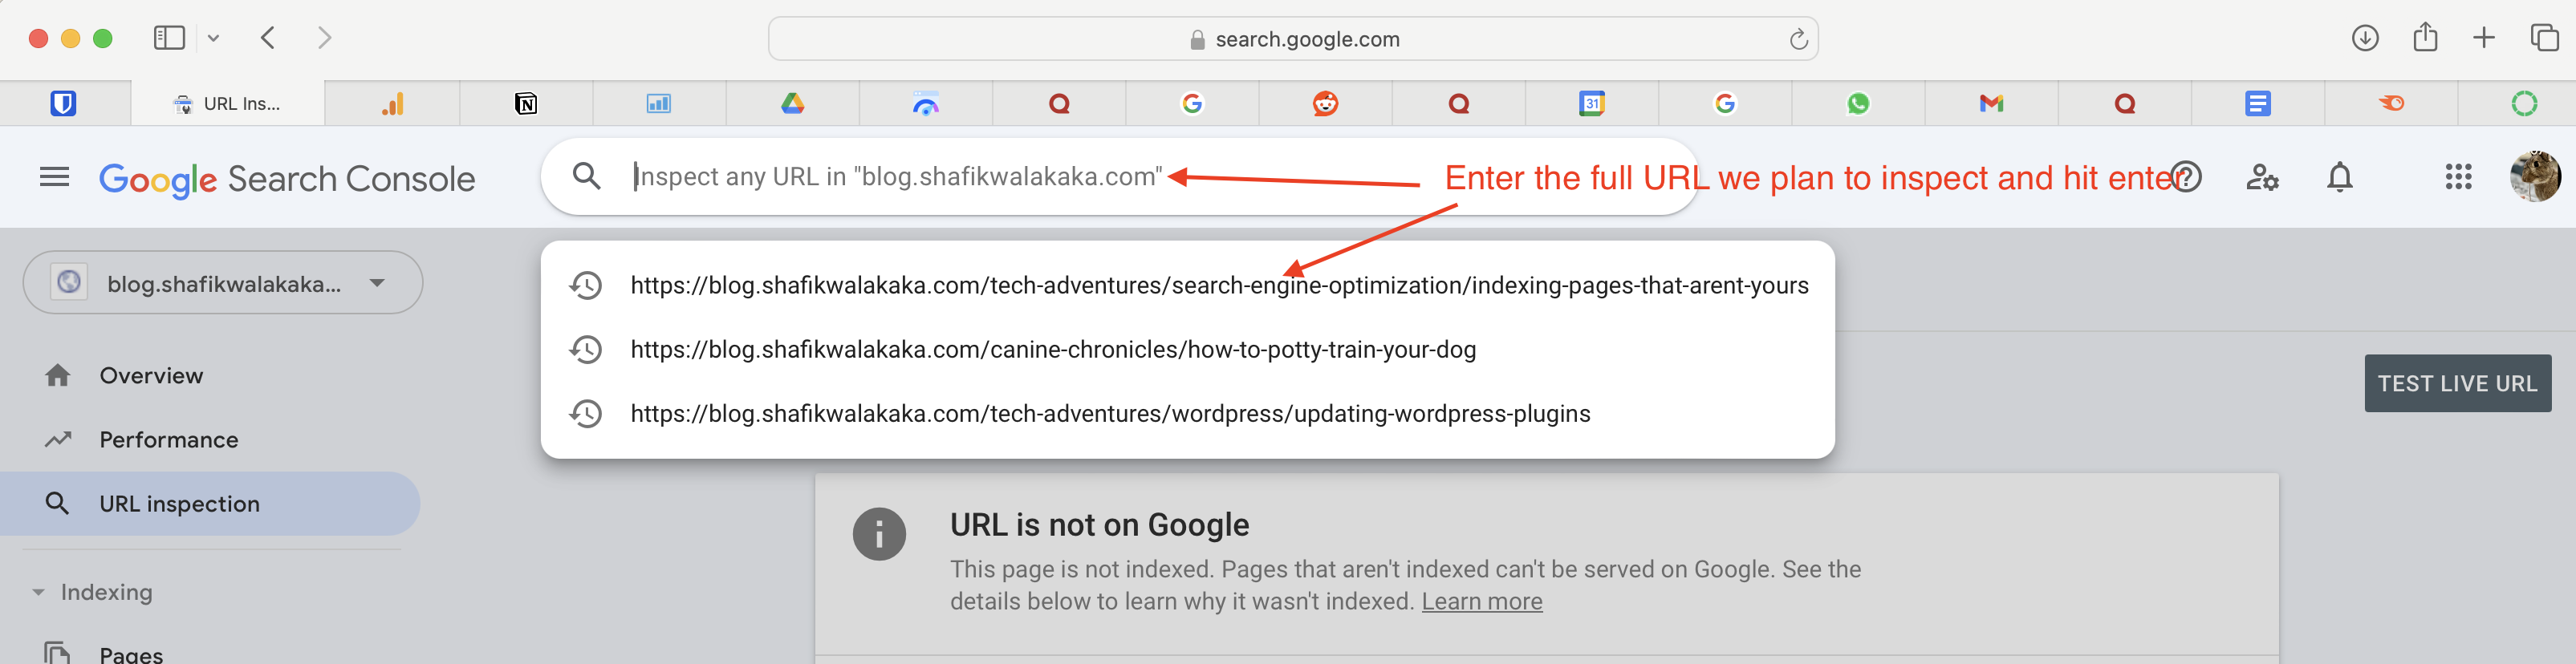 search.google.com
URL Ins...
N
31
Google Search Console
Inspect any URL in "blog.shafikwalakaka.com"
Enter the full URL we plan to inspect and hit enter
blog.shafikwalakaka...
https://blog.shafikwalakaka.com/tech-adventures/search-engine-optimization/indexing-pages-that-arent-yours
https://blog.shafikwalakaka.com/canine-chronicles/how-to-potty-train-your-dog
https://blog.shafikwalakaka.com/tech-adventures/wordpress/updating-wordpress-plugins
Overview
Performance
URL inspection
Indexing
Pages
TEST LIVE URL
URL is not on Google
This page is not indexed. Pages that aren't indexed can't be served on Google. See the
details below to learn why it wasn't indexed. Learn more